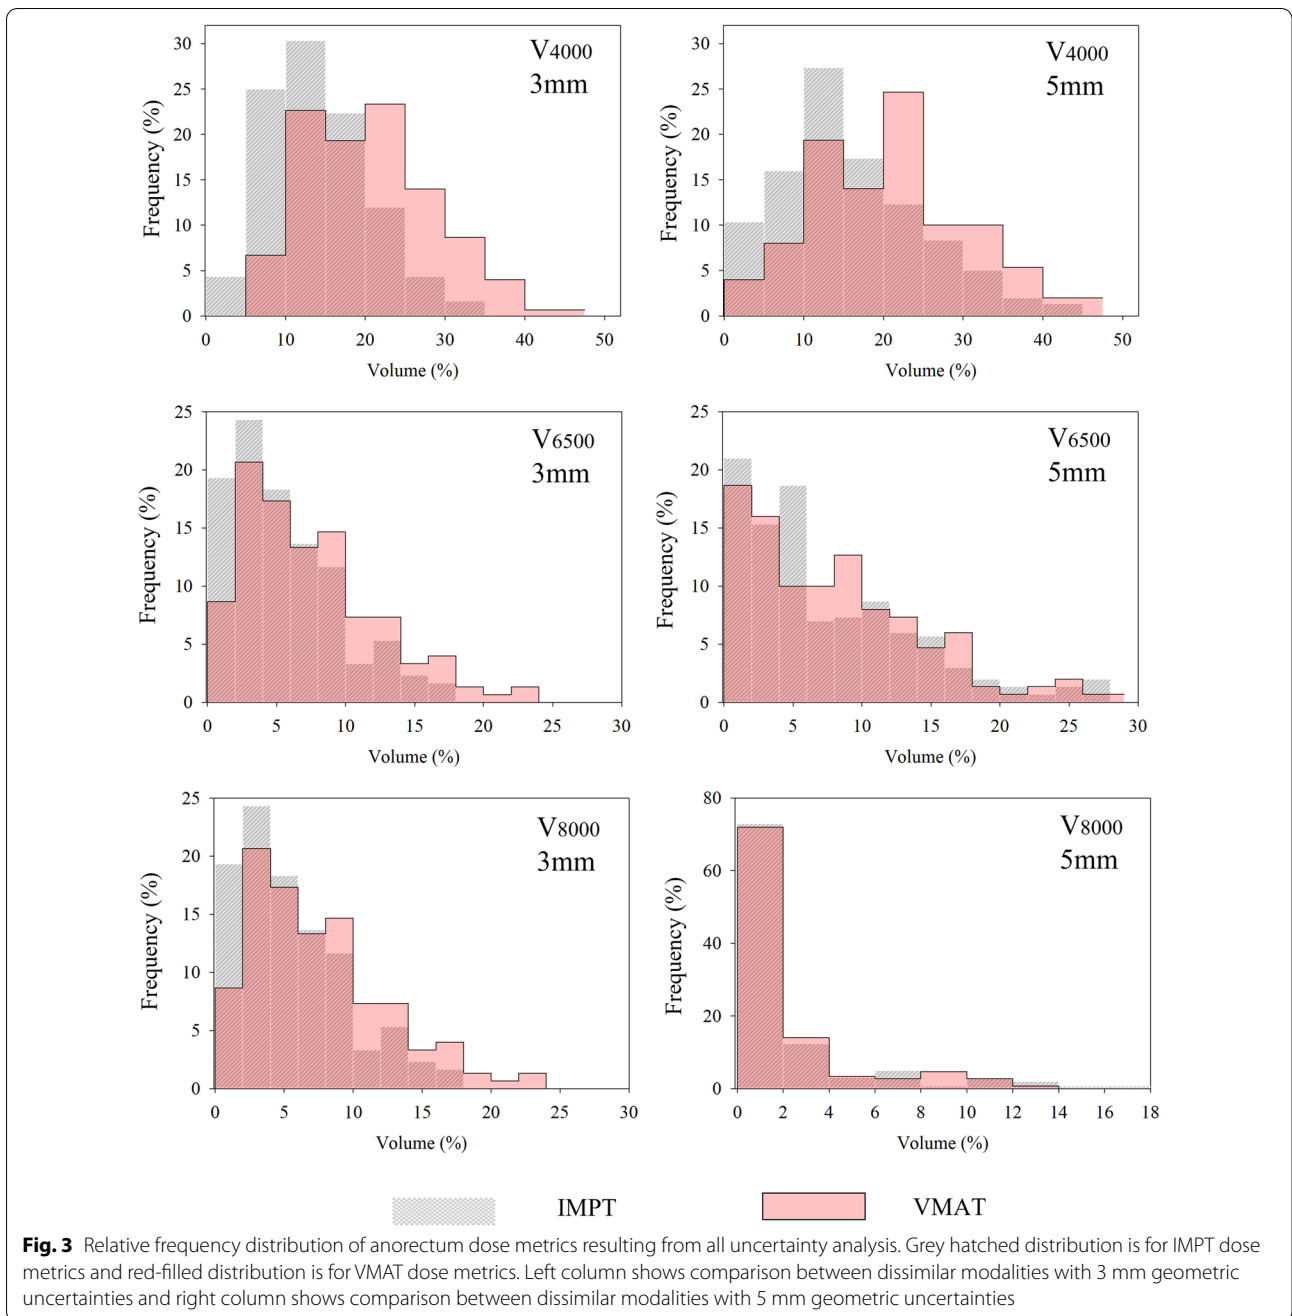 V4000
3mm
Frequency (%)
30
25
20
15
10
5
0
0 10 20 30 40 50
Volume (%)
V4000
5mm
Frequency (%)
30
25
20
15
10
5
0
0 10 20 30 40 50
Volume (%)
V6500
3mm
Frequency (%)
25
20
15
10
5
0
0 5 10 15 20 25 30
Volume (%)
V6500
5mm
Frequency (%)
25
20
15
10
5
0
0 5 10 15 20 25 30
Volume (%)
V8000
3mm
Frequency (%)
25
20
15
10
5
0
0 5 10 15 20 25 30
Volume (%)
V8000
5mm
Frequency (%)
80
60
40
20
0
0 2 4 6 8 10 12 14 16 18
Volume (%)
IMPT VMAT
Fig. 3 Relative frequency distribution of anorectum dose metrics resulting from all uncertainty analysis. Grey hatched distribution is for IMPT dose
metrics and red-filled distribution is for VMAT dose metrics. Left column shows comparison between dissimilar modalities with 3 mm geometric
uncertainties and right column shows comparison between dissimilar modalities with 5 mm geometric uncertainties